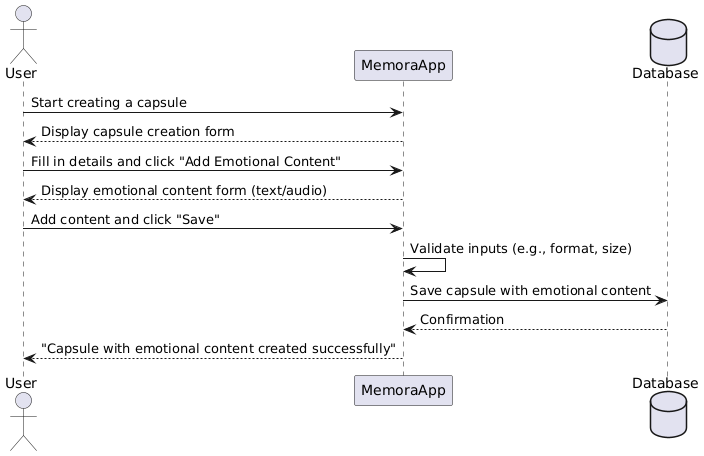 User
MemoraApp
Database
Start creating a capsule
Display capsule creation form
Fill in details and click "Add Emotional Content"
Display emotional content form (text/audio)
Add content and click "Save"
Validate inputs (e.g., format, size)
Save capsule with emotional content
Confirmation
"Capsule with emotional content created successfully"
User
MemoraApp
Database